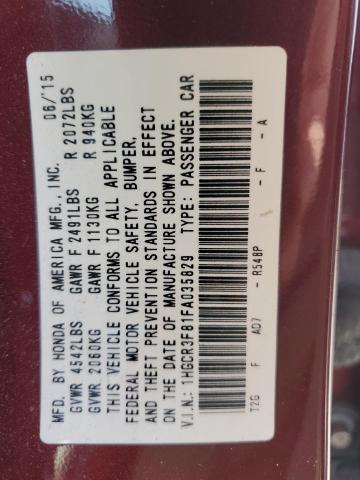 MFD. BY HONDA OF AMERICA MFG.,INC. 06/'15
GVWR 4542LBS GAWR F 2491LBS R 2072LBS
GVWR 2060KG GAWR F 1130KG R 940KG
THIS VEHICLE CONFORMS TO ALL APPLICABLE
FEDERAL MOTOR VEHICLE SAFETY, BUMPER,
AND THEFT PREVENTION STANDARDS IN EFFECT
ON THE DATE OF MANUFACTURE SHOWN ABOVE.
V.I.N.: 1HGCR3F81FA035829 TYPE: PASSENGER CAR
T2G F AD7 - R548P - F - A